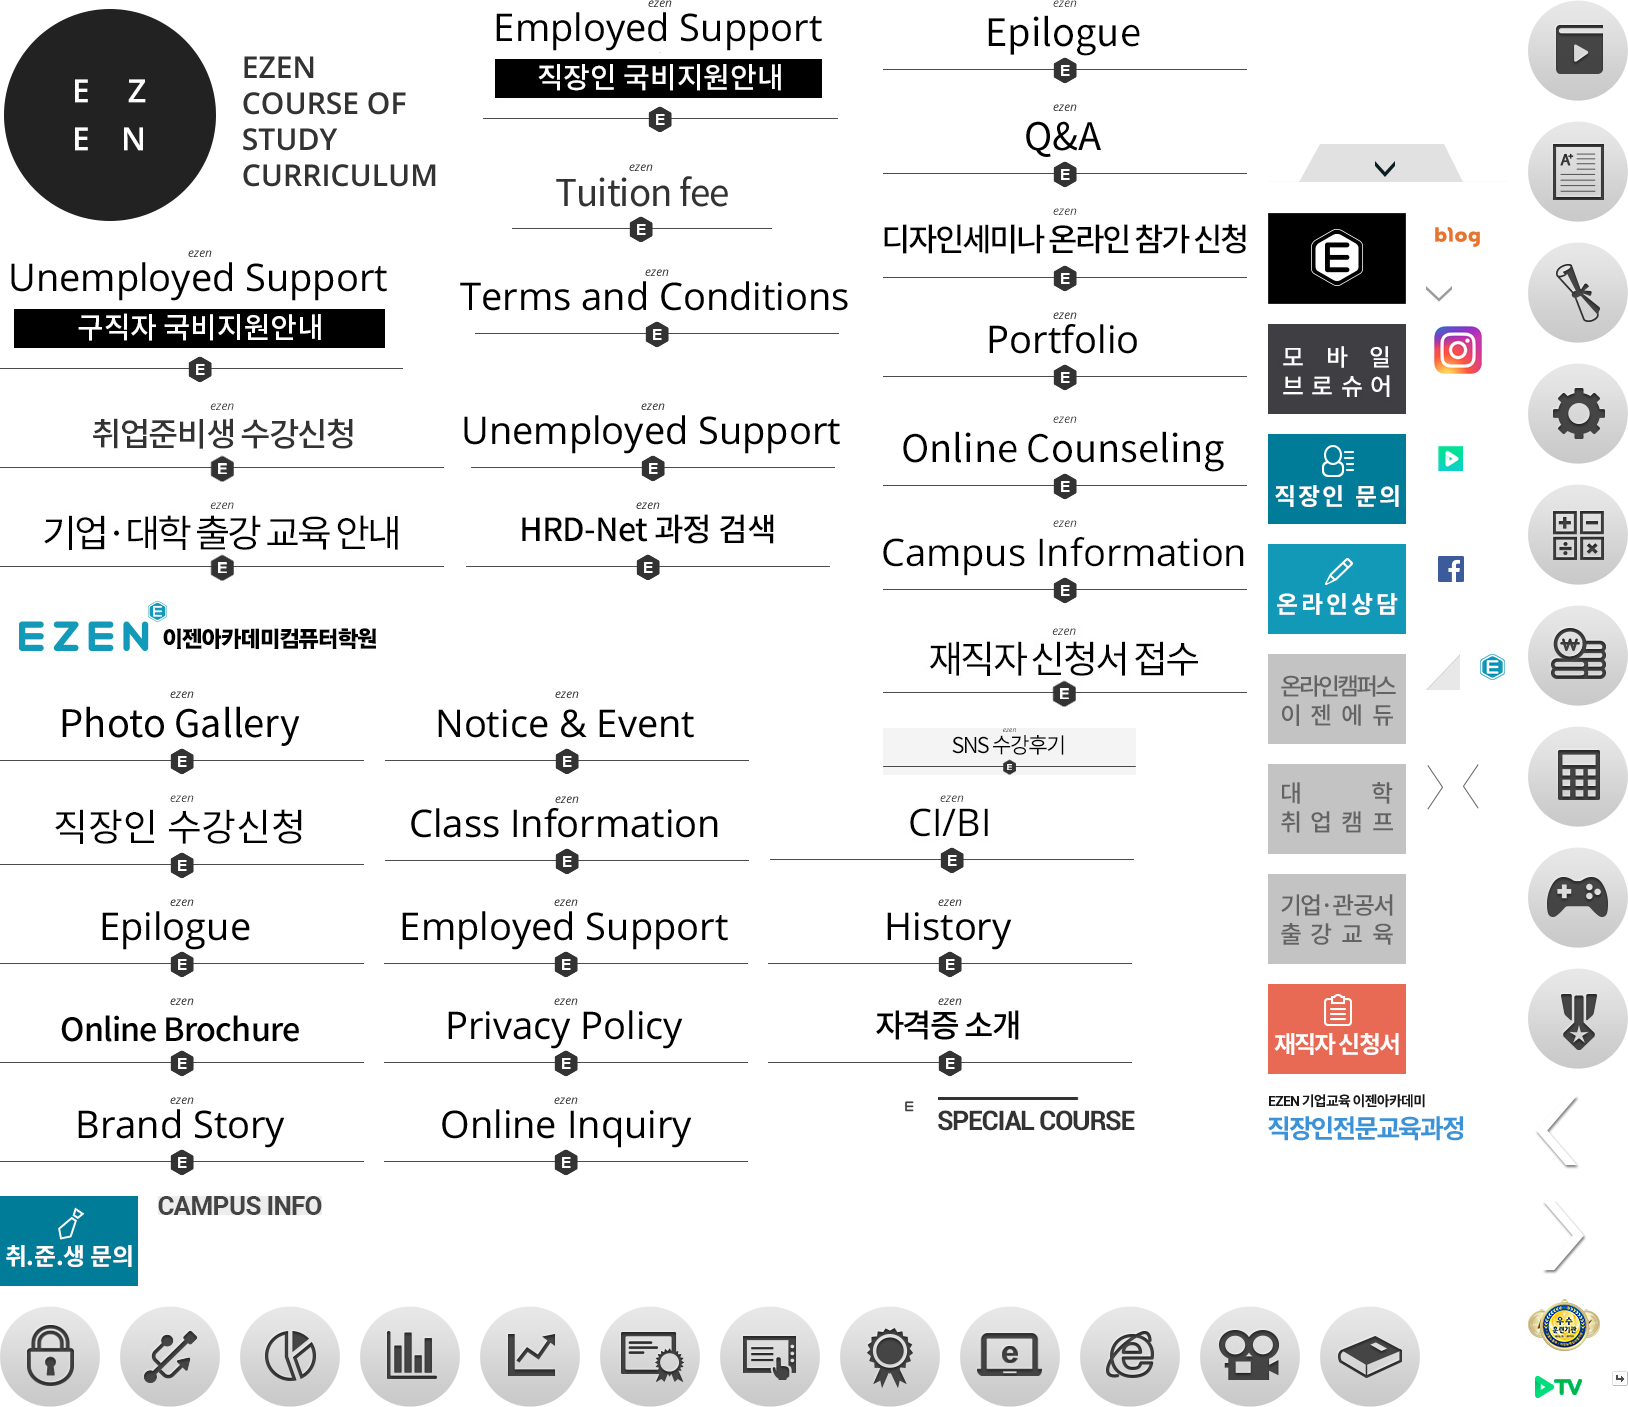 E Z
E N
EZEN
COURSE OF
STUDY
CURRICULUM
ezen
Unemployed Support
구직자 국비지원안내
E
ezen
취업준비생 수강신청
E
ezen
기업·대학 출강 교육 안내
E
EZEN E 이젠아카데미컴퓨터학원
ezen
Employed Support
직장인 국비지원안내
E
ezen
Tuition fee
E
ezen
Terms and Conditions
E
ezen
Unemployed Support
E
ezen
HRD-Net 과정 검색
E
ezen
Epilogue
E
ezen
Q&A
E
ezen
디자인세미나 온라인 참가 신청
E
ezen
Portfolio
E
ezen
Online Counseling
E
ezen
Campus Information
E
ezen
재직자 신청서 접수
E
ezen
SNS 수강후기
E
ezen
Photo Gallery
E
ezen
직장인 수강신청
E
ezen
Epilogue
E
ezen
Online Brochure
E
ezen
Brand Story
E
ezen
Notice & Event
E
ezen
Class Information
E
ezen
Employed Support
E
ezen
Privacy Policy
E
ezen
Online Inquiry
E
ezen
CI/BI
E
ezen
History
E
ezen
자격증 소개
E
E
SPECIAL COURSE
취.준.생 문의
CAMPUS INFO
E
blog
모 바 일
브로슈어
직장인 문의
온라인상담
온라인캠퍼스
이 젠 에 듀
E
대 학
취 업 캠 프
기업·관공서
출 강 교 육
재직자 신청서
EZEN 기업교육 이젠아카데미
직장인전문교육과정
A+
₩
e
우수
훈련기관
TV